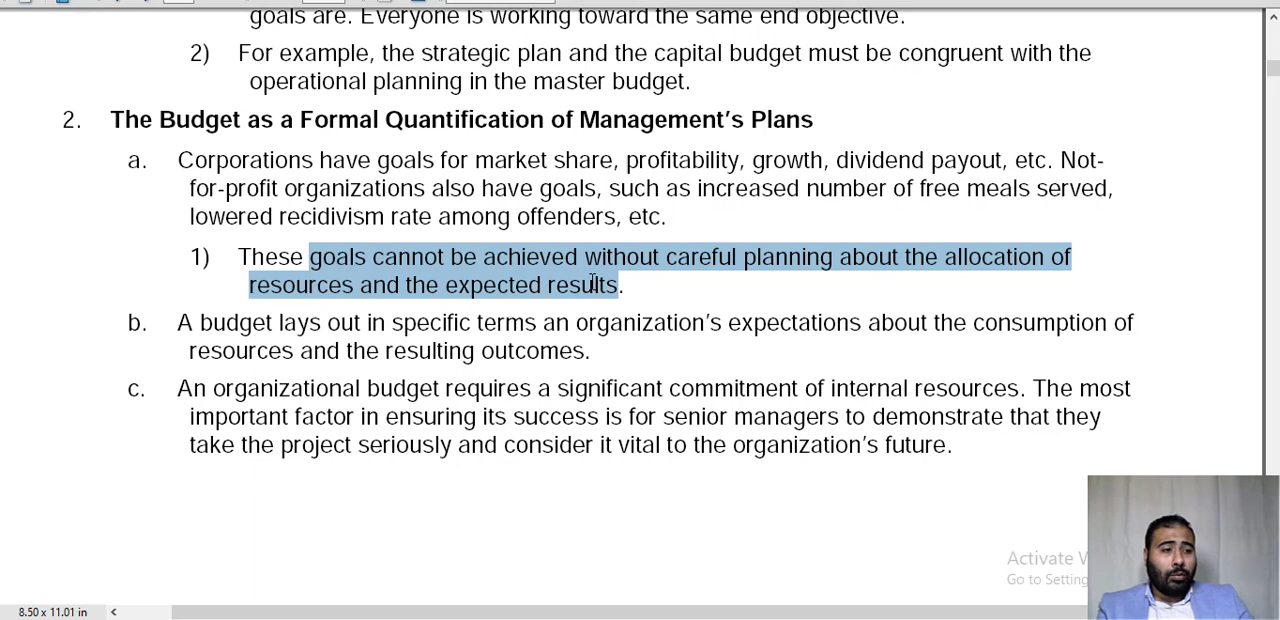 goals are. Everyone is working toward the same end objective.
2) For example, the strategic plan and the capital budget must be congruent with the
operational planning in the master budget.
2. The Budget as a Formal Quantification of Management's Plans
a. Corporations have goals for market share, profitability, growth, dividend payout, etc. Not-
for-profit organizations also have goals, such as increased number of free meals served,
lowered recidivism rate among offenders, etc.
1) These goals cannot be achieved without careful planning about the allocation of
resources and the expected results.
b. A budget lays out in specific terms an organization's expectations about the consumption of
resources and the resulting outcomes.
c. An organizational budget requires a significant commitment of internal resources. The most
important factor in ensuring its success is for senior managers to demonstrate that they
take the project seriously and consider it vital to the organization's future.
Activate
Go to Setting
8.50 x 11.01 in